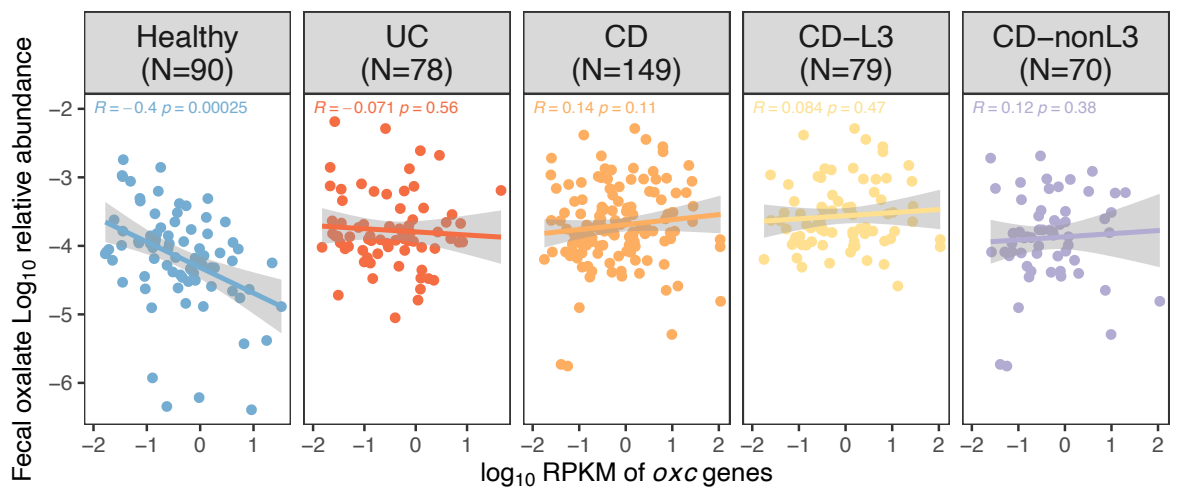 Healthy
(N=90)
UC
(N=78)
CD
(N=149)
CD−L3
(N=79)
CD−nonL3
(N=70)
R = −0.4 p = 0.00025
R = −0.071 p = 0.56
R = 0.14 p = 0.11
R = 0.084 p = 0.47
R = 0.12 p = 0.38
Fecal oxalate Log10 relative abundance
−2
−3
−4
−5
−6
−2 −1 0 1
−2 −1 0 1
−2 −1 0 1 2
−2 −1 0 1 2
−2 −1 0 1 2
log10 RPKM of oxc genes